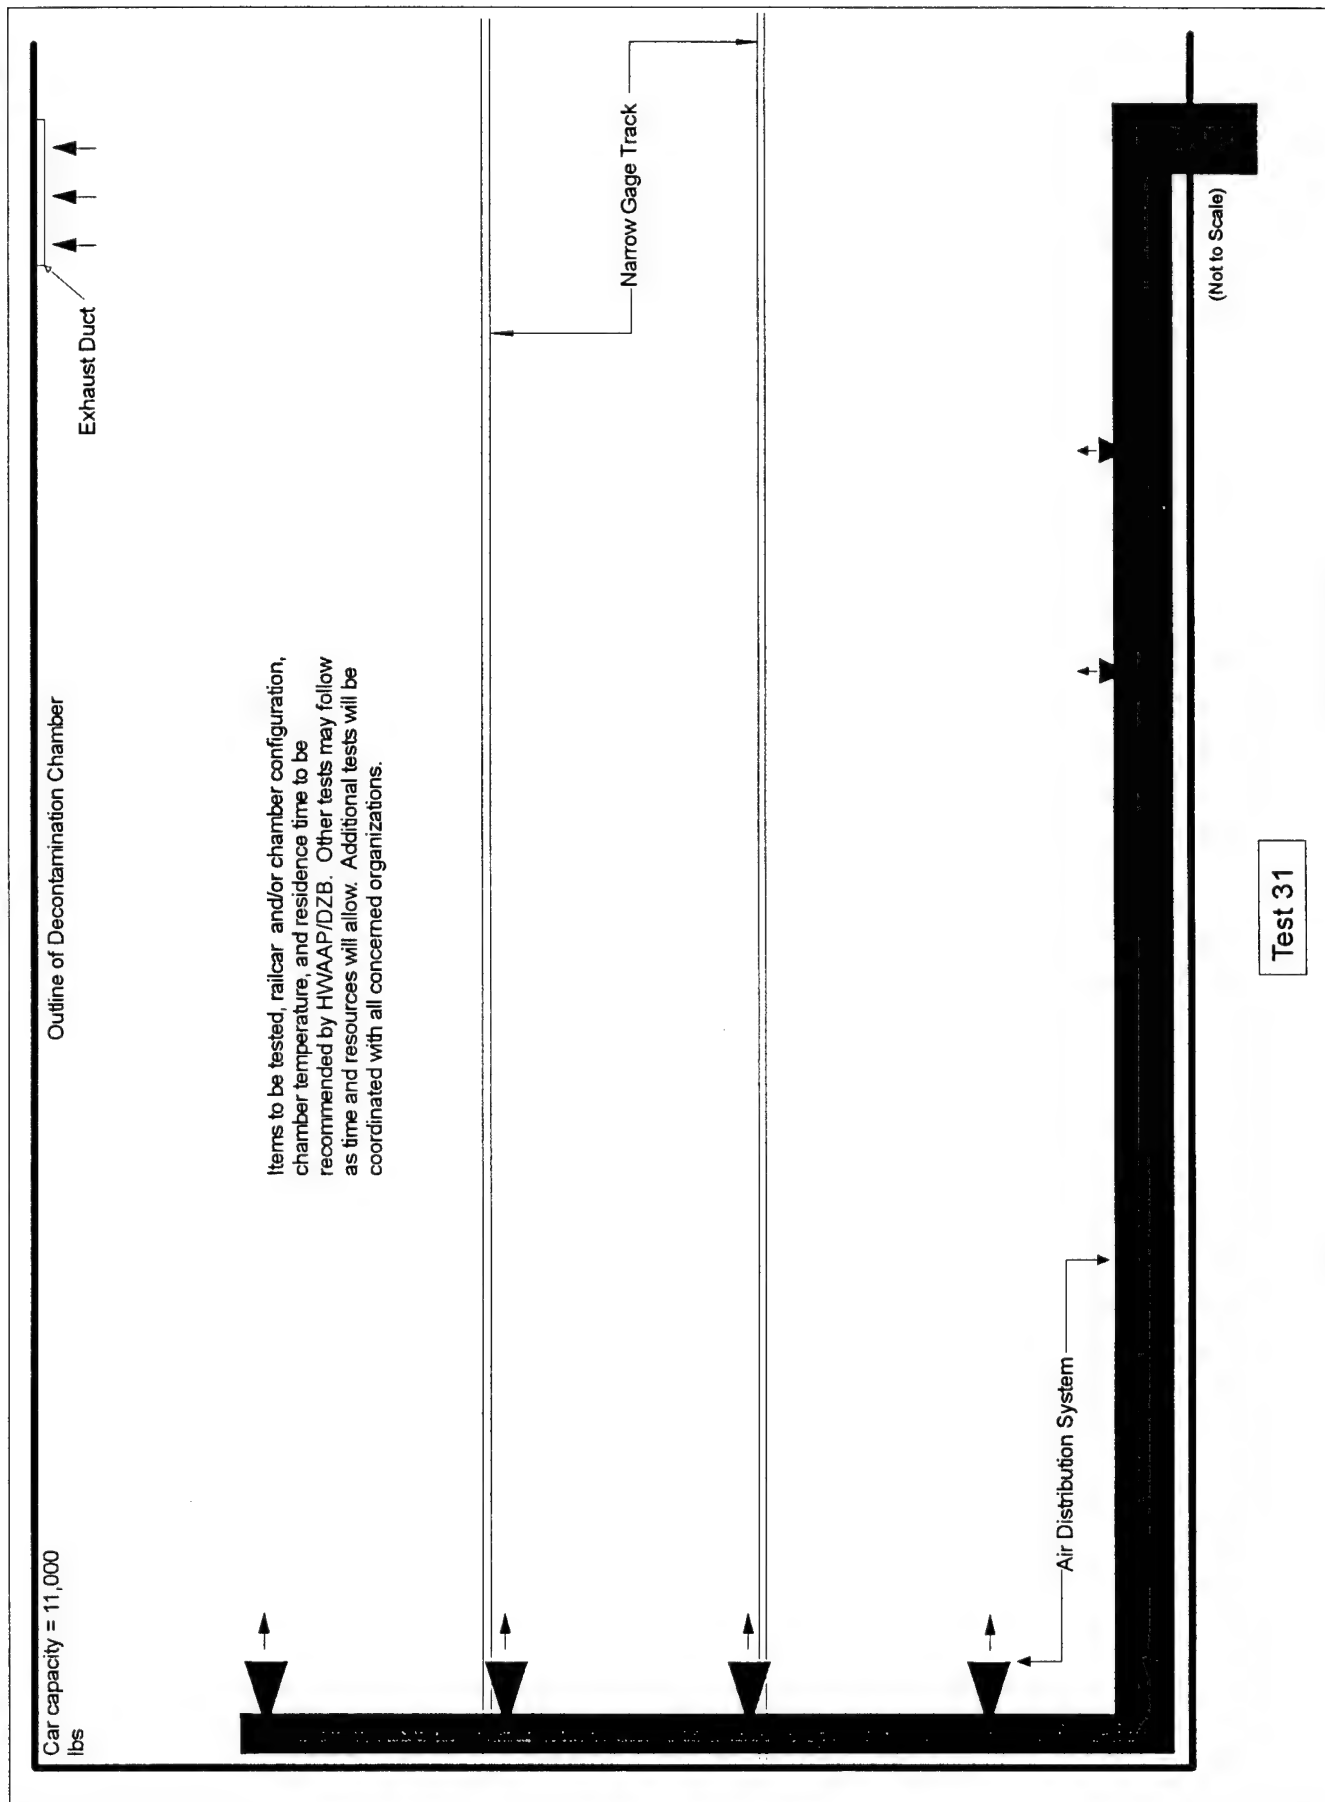 Car capacity = 11,000
lbs
Outline of Decontamination Chamber
Exhaust Duct
Items to be tested, railcar and/or chamber configuration,
chamber temperature, and residence time to be
recommended by HWAAP/DZB. Other tests may follow
as time and resources will allow. Additional tests will be
coordinated with all concerned organizations.
Narrow Gage Track
Air Distribution System
(Not to Scale)
Test 31